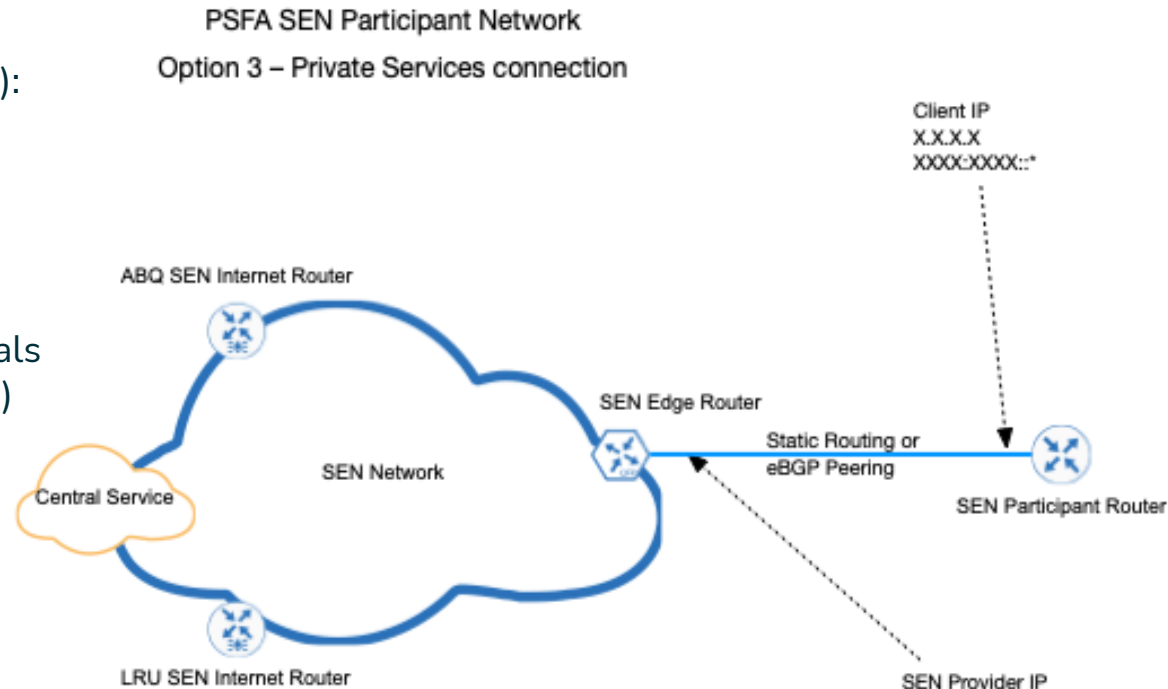 PSFA SEN Participant Network
Option 3 – Private Services connection
):
Client IP
X.X.X.X
XXXX:XXXX::*
ABQ SEN Internet Router
als
)
SEN Edge Router
Static Routing or
eBGP Peering
SEN Network
Central Service
SEN Participant Router
LRU SEN Internet Router
SEN Provider IP